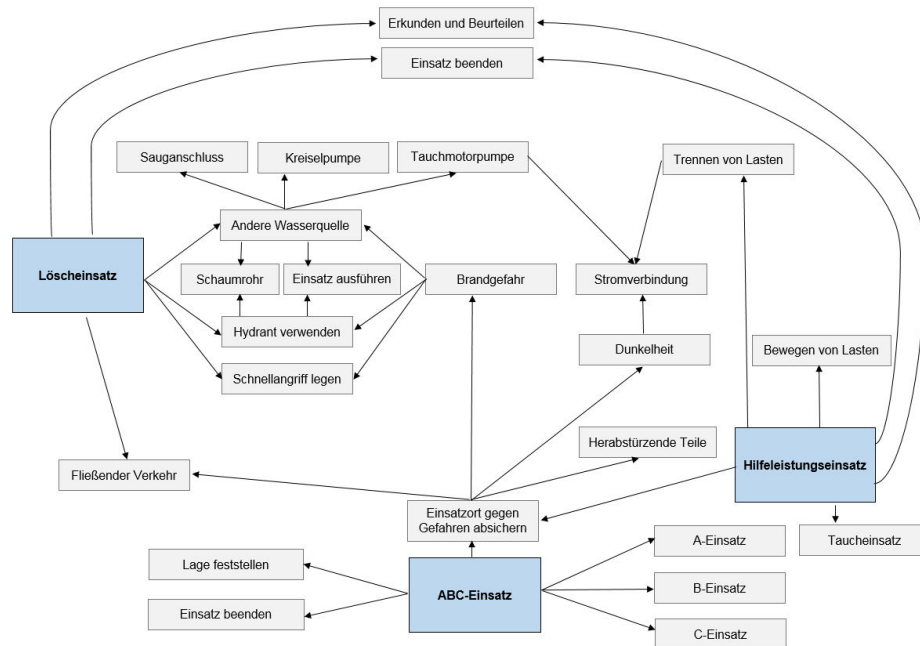 Erkunden und Beurteilen
Einsatz beenden
Sauganschluss
Kreiselpumpe
Tauchmotorpumpe
Trennen von Lasten
Andere Wasserquelle
Löscheinsatz
Schaumrohr
Einsatz ausführen
Brandgefahr
Stromverbindung
Hydrant verwenden
Dunkelheit
Bewegen von Lasten
Schnellangriff legen
Herabstürzende Teile
Hilfeleistungseinsatz
Fließender Verkehr
Einsatzort gegen
Gefahren absichern
A-Einsatz
Taucheinsatz
Lage feststellen
ABC-Einsatz
B-Einsatz
Einsatz beenden
C-Einsatz